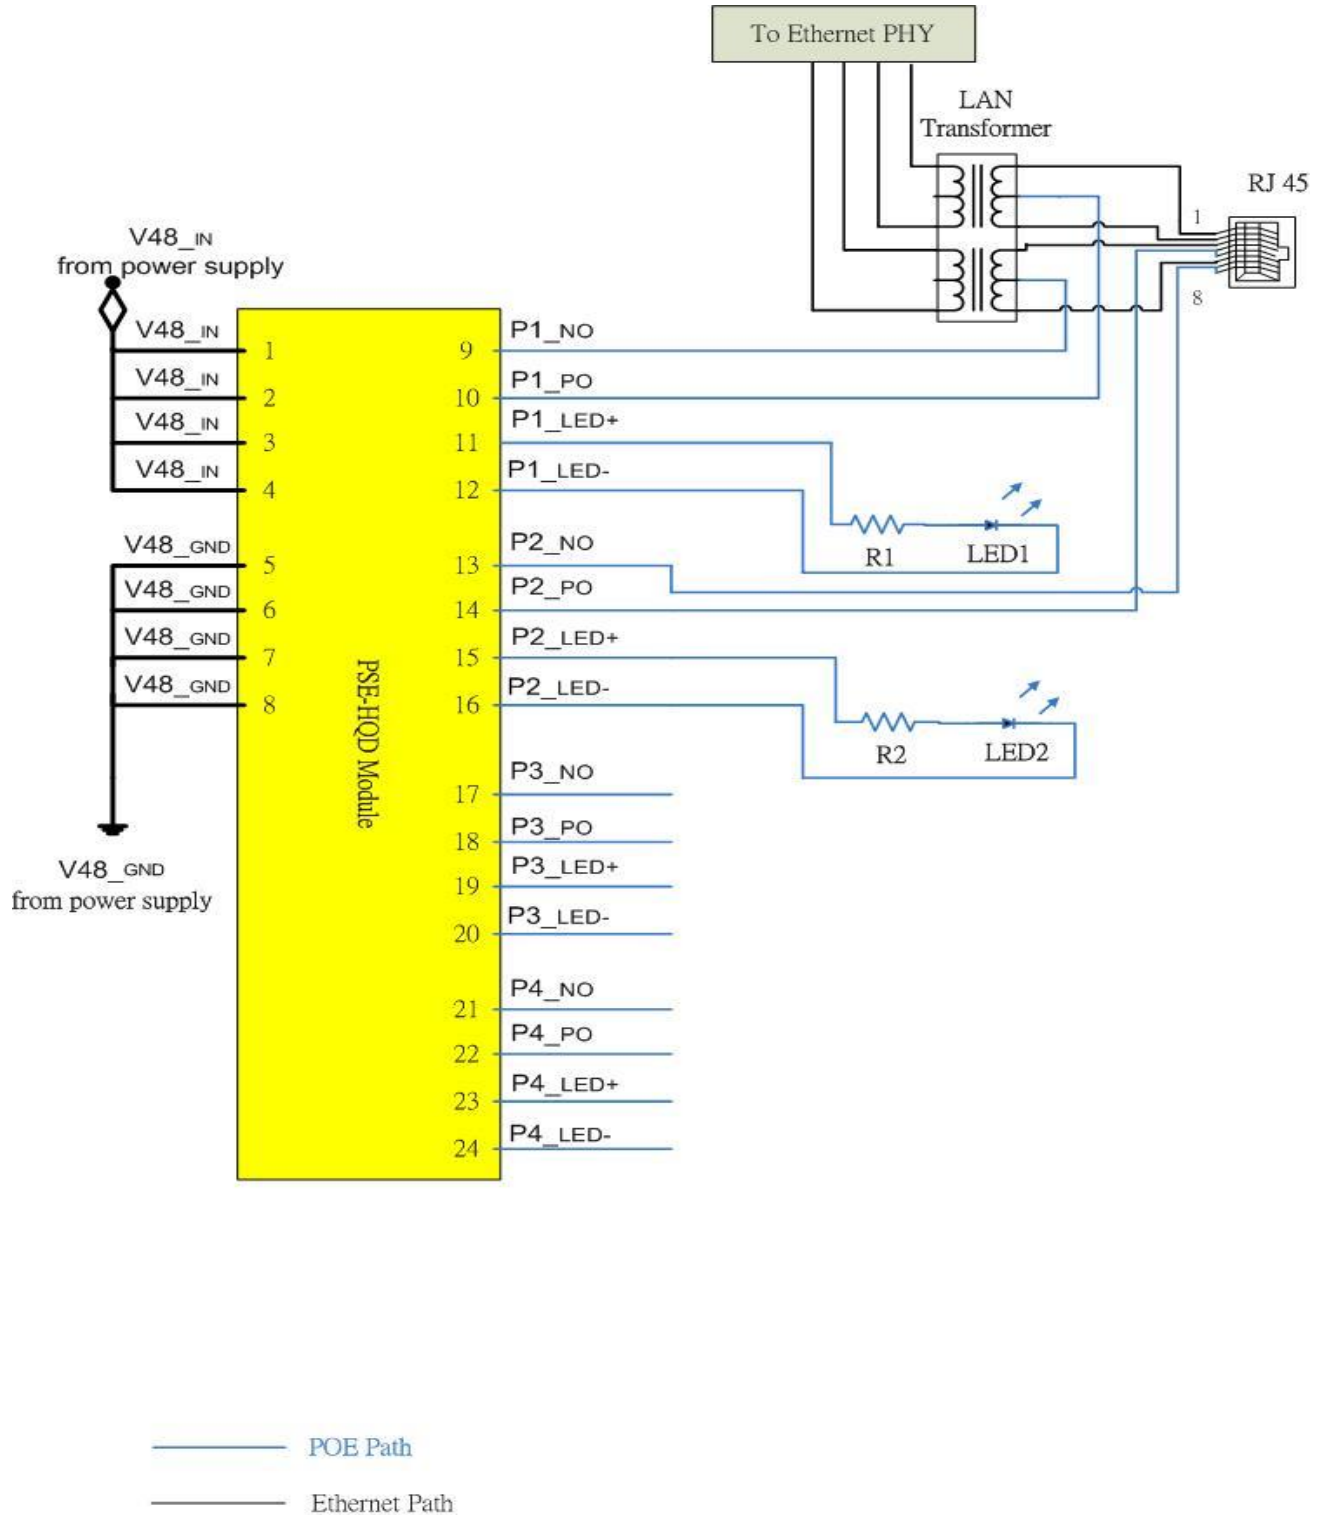 To Ethernet PHY
LAN
Transformer
RJ 45
1
8
V48_IN
from power supply
V48_IN
1
V48_IN
2
V48_IN
3
V48_IN
4
V48_GND
5
V48_GND
6
V48_GND
7
V48_GND
8
V48_GND
from power supply
PSE-HQD Module
9
P1_NO
10
P1_PO
11
P1_LED+
12
P1_LED-
R1
LED1
13
P2_NO
14
P2_PO
15
P2_LED+
16
P2_LED-
R2
LED2
17
P3_NO
18
P3_PO
19
P3_LED+
20
P3_LED-
21
P4_NO
22
P4_PO
23
P4_LED+
24
P4_LED-
POE Path
Ethernet Path